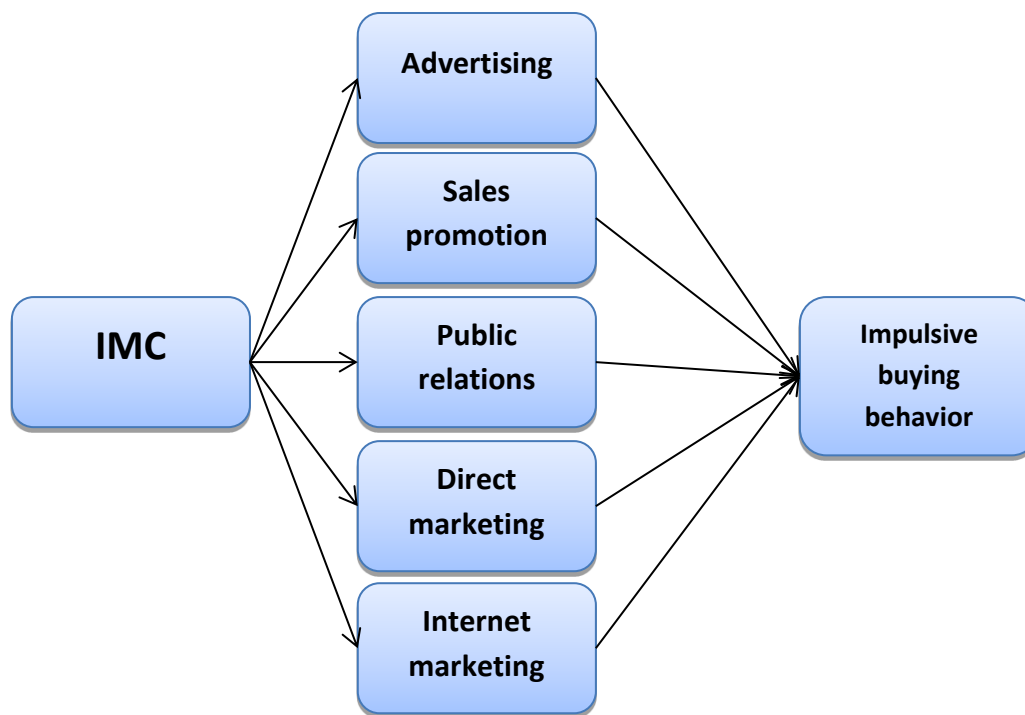 Advertising
Sales
promotion
IMC
Public
relations
Impulsive
buying
behavior
Direct
marketing
Internet
marketing